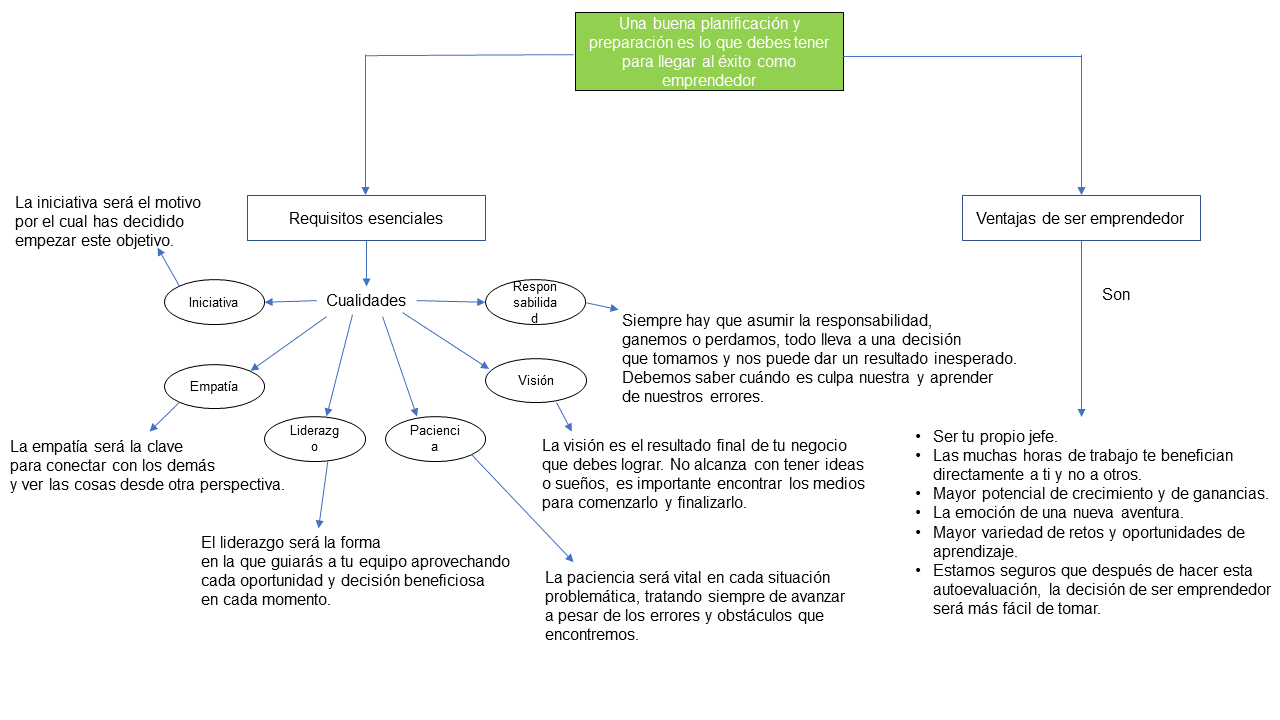 Una buena planificación y
preparación es lo que debes tener
para llegar al éxito como
emprendedor
La iniciativa será el motivo
por el cual has decidido
empezar este objetivo.
Requisitos esenciales
Ventajas de ser emprendedor
Iniciativa
Cualidades
Respon
sabilida
d
Son
Siempre hay que asumir la responsabilidad,
ganemos o perdamos, todo lleva a una decisión
que tomamos y nos puede dar un resultado inesperado.
Debemos saber cuándo es culpa nuestra y aprender
de nuestros errores.
Empatía
Visión
Liderazg
o
Pacienci
a
La empatía será la clave
para conectar con los demás
y ver las cosas desde otra perspectiva.
La visión es el resultado final de tu negocio
que debes lograr. No alcanza con tener ideas
o sueños, es importante encontrar los medios
para comenzarlo y finalizarlo.
El liderazgo será la forma
en la que guiarás a tu equipo aprovechando
cada oportunidad y decisión beneficiosa
en cada momento.
La paciencia será vital en cada situación
problemática, tratando siempre de avanzar
a pesar de los errores y obstáculos que
encontremos.
• Ser tu propio jefe.
• Las muchas horas de trabajo te benefician
directamente a ti y no a otros.
• Mayor potencial de crecimiento y de ganancias.
• La emoción de una nueva aventura.
• Mayor variedad de retos y oportunidades de
aprendizaje.
• Estamos seguros que después de hacer esta
autoevaluación, la decisión de ser emprendedor
será más fácil de tomar.